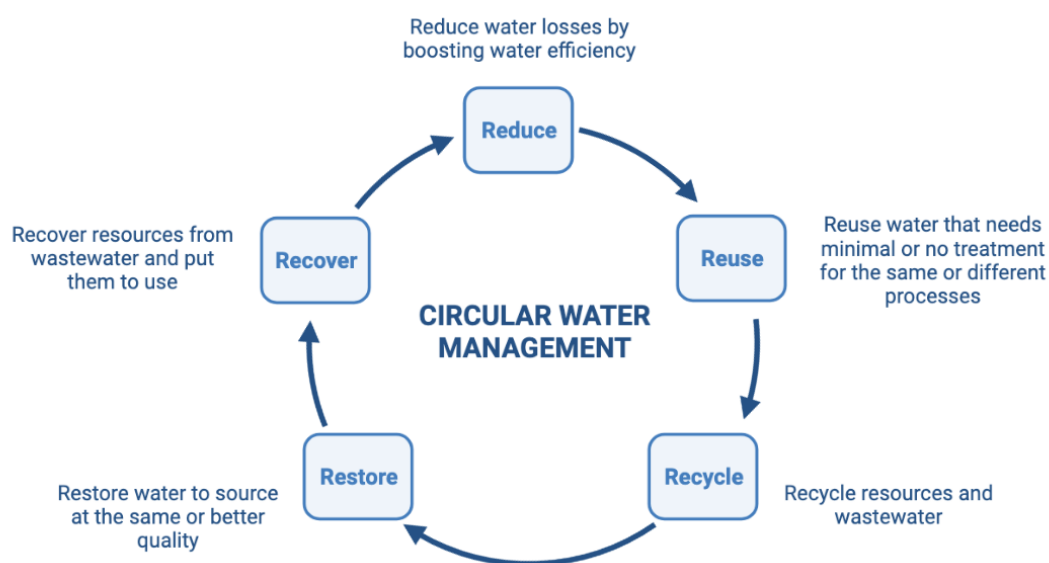 Reduce water losses by
boosting water efficiency
Reduce
Reuse
Reuse water that needs
minimal or no treatment
for the same or different
processes
Recycle
Recycle resources and
wastewater
Restore
Restore water to source
at the same or better
quality
Recover
Recover resources from
wastewater and put
them to use
CIRCULAR WATER
MANAGEMENT